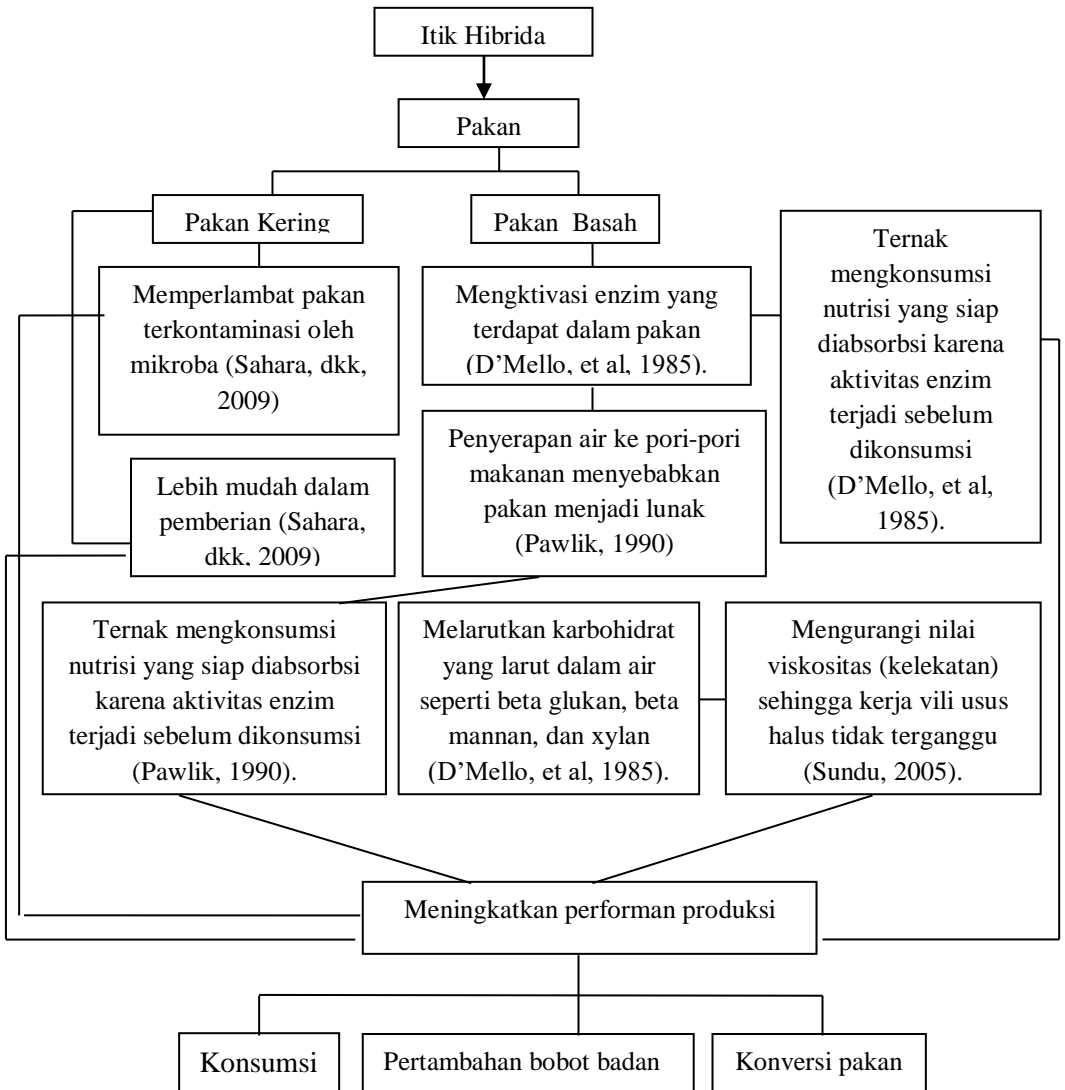 Itik Hibrida
Pakan
Pakan Kering
Pakan Basah
Ternak
mengkonsumsi
nutrisi yang siap
diabsorbsi karena
aktivitas enzim
terjadi sebelum
dikonsumsi
(D’Mello, et al,
1985).
Memperlambat pakan
terkontaminasi oleh
mikroba (Sahara, dkk,
2009)
Mengktivasi enzim yang
terdapat dalam pakan
(D’Mello, et al, 1985).
Penyerapan air ke pori-pori
makanan menyebabkan
pakan menjadi lunak
(Pawlik, 1990)
Lebih mudah dalam
pemberian (Sahara,
dkk, 2009)
Ternak mengkonsumsi
nutrisi yang siap diabsorbsi
karena aktivitas enzim
terjadi sebelum dikonsumsi
(Pawlik, 1990).
Melarutkan karbohidrat
yang larut dalam air
seperti beta glukan, beta
mannan, dan xylan
(D’Mello, et al, 1985).
Mengurangi nilai
viskositas (kelekatan)
sehingga kerja vili usus
halus tidak terganggu
(Sundu, 2005).
Meningkatkan performan produksi
Konsumsi
Pertambahan bobot badan
Konversi pakan